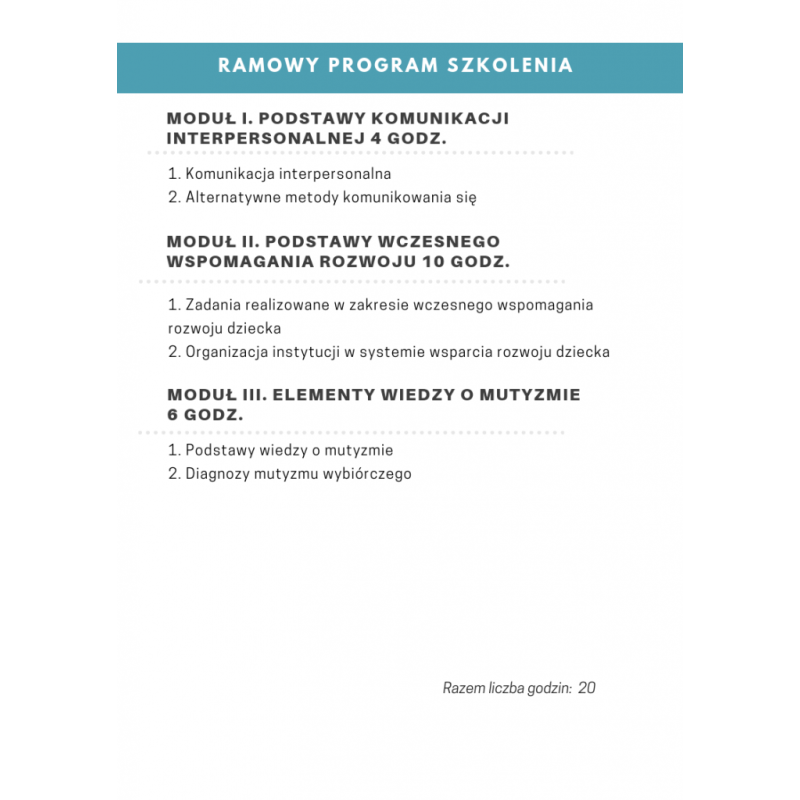 RAMOWY PROGRAM SZKOLENIA
MODUŁ I. PODSTAWY KOMUNIKACJI
INTERPERSONALNEJ 4 GODZ.
1. Komunikacja interpersonalna
2. Alternatywne metody komunikowania się
MODUŁ II. PODSTAWY WCZESNEGO
WSPOMAGANIA ROZWOJU 10 GODZ.
1. Zadania realizowane w zakresie wczesnego wspomagania
rozwoju dziecka
2. Organizacja instytucji w systemie wsparcia rozwoju dziecka
MODUŁ III. ELEMENTY WIEDZY O MUTYZMIE
6 GODZ.
1. Podstawy wiedzy o mutyzmie
2. Diagnozy mutyzmu wybiórczego
Razem liczba godzin: 20